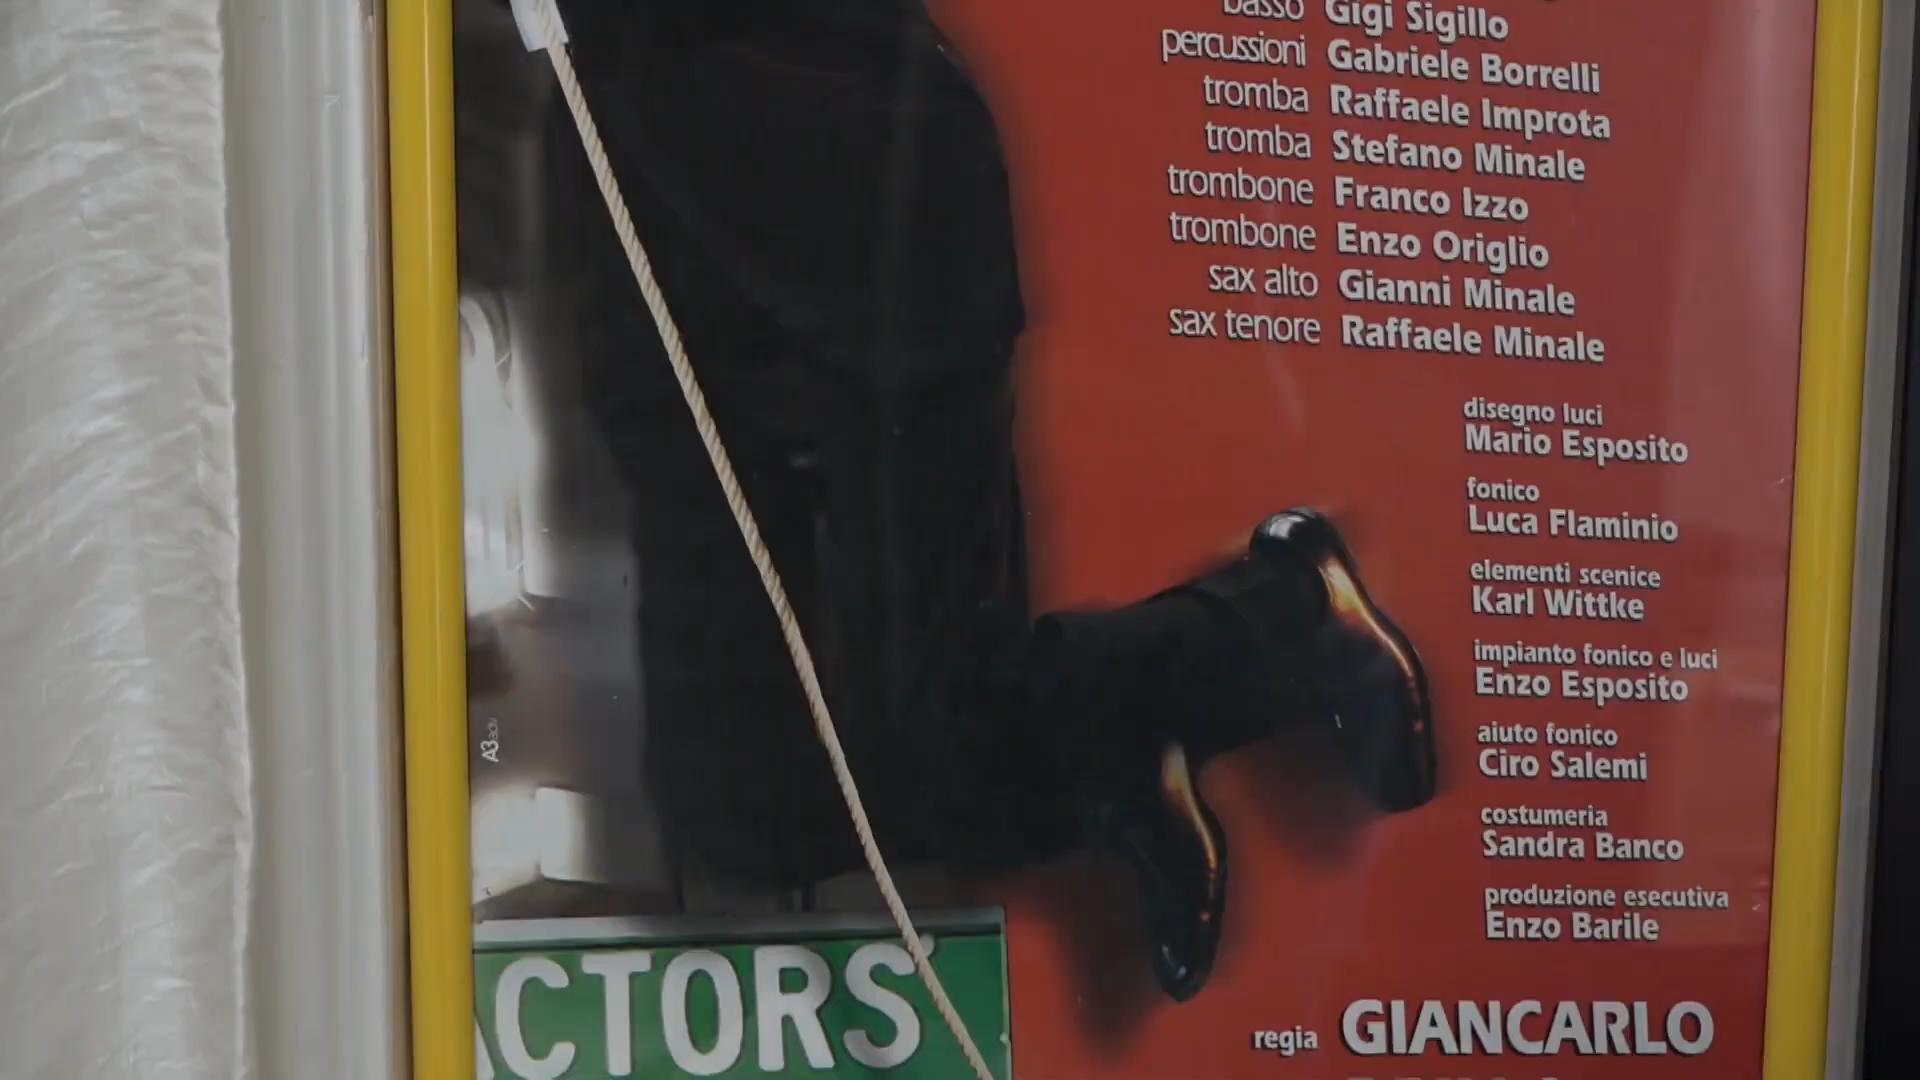 basso Gigi Sigillo
percussioni Gabriele Borrelli
tromba Raffaele Improta
tromba Stefano Minale
trombone Franco Izzo
trombone Enzo Origlio
sax alto Gianni Minale
sax tenore Raffaele Minale
disegno luci
Mario Esposito
fonico
Luca Flaminio
elementi scenice
Karl Wittke
impianto fonico e luci
Enzo Esposito
aiuto fonico
Ciro Salemi
costumeria
Sandra Banco
produzione esecutiva
Enzo Barile
regia GIANCARLO
A3adv
ACTORS